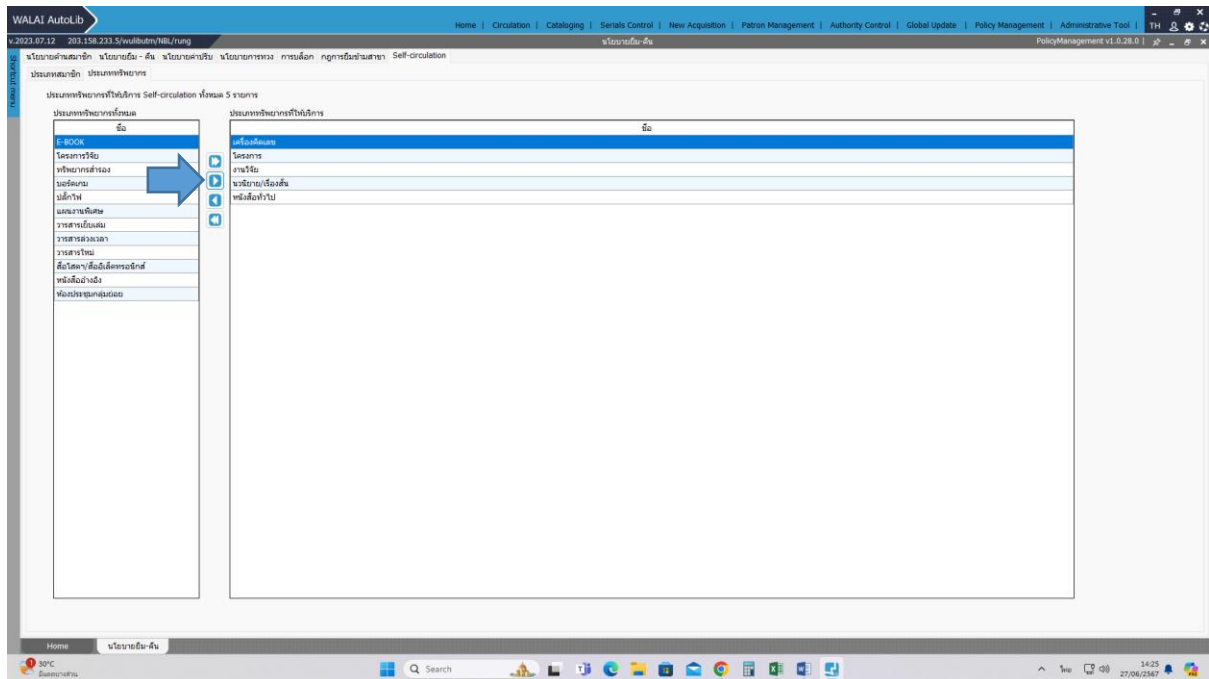 WALAI AutoLib
Home | Circulation | Cataloging | Serials Control | New Acquisition | Patron Management | Authority Control | Global Update | Policy Management | Administrative Tool | TH
v.2023.07.12 203.158.233.5/wulibutm/NBL/rung นโยบายยืม-คืน PolicyManagement v1.0.28.0 |
Shortcut menu
นโยบายด้านสมาชิก นโยบายยืม - คืน นโยบายค่าปรับ นโยบายการทวง การบล็อก กฎการยืมข้ามสาขา Self-circulation
ประเภทสมาชิก ประเภททรัพยากร
ประเภททรัพยากรที่ให้บริการ Self-circulation ทั้งหมด 5 รายการ
ประเภททรัพยากรทั้งหมด ประเภททรัพยากรที่ให้บริการ
ชื่อ ชื่อ
E-BOOK เครื่องคิดเลข
โครงการวิจัย โครงการ
ทรัพยากรสำรอง งานวิจัย
บอร์ดเกม นวนิยาย/เรื่องสั้น
ปลั๊กไฟ หนังสือทั่วไป
แผนงานพิเศษ
วารสารเย็บเล่ม
วารสารล่วงเวลา
วารสารใหม่
สื่อโสตฯ/สื่ออิเล็คทรอนิกส์
หนังสืออ้างอิง
ห้องประชุมกลุ่มย่อย
Home นโยบายยืม-คืน
1 30°C
มีแดดบางส่วน
Search
ไทย
14:25
27/06/2567